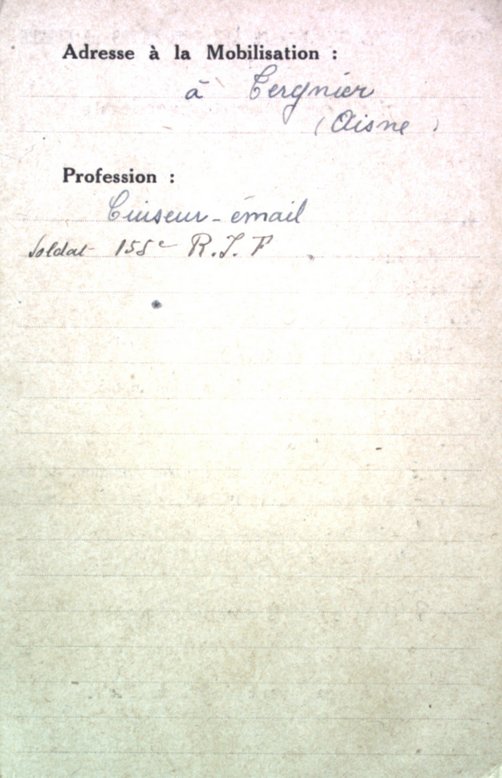 Adresse à la Mobilisation :
à Tergnier
(Aisne)
Profession :
Cuiseur-émail
Soldat 155e R.I.F